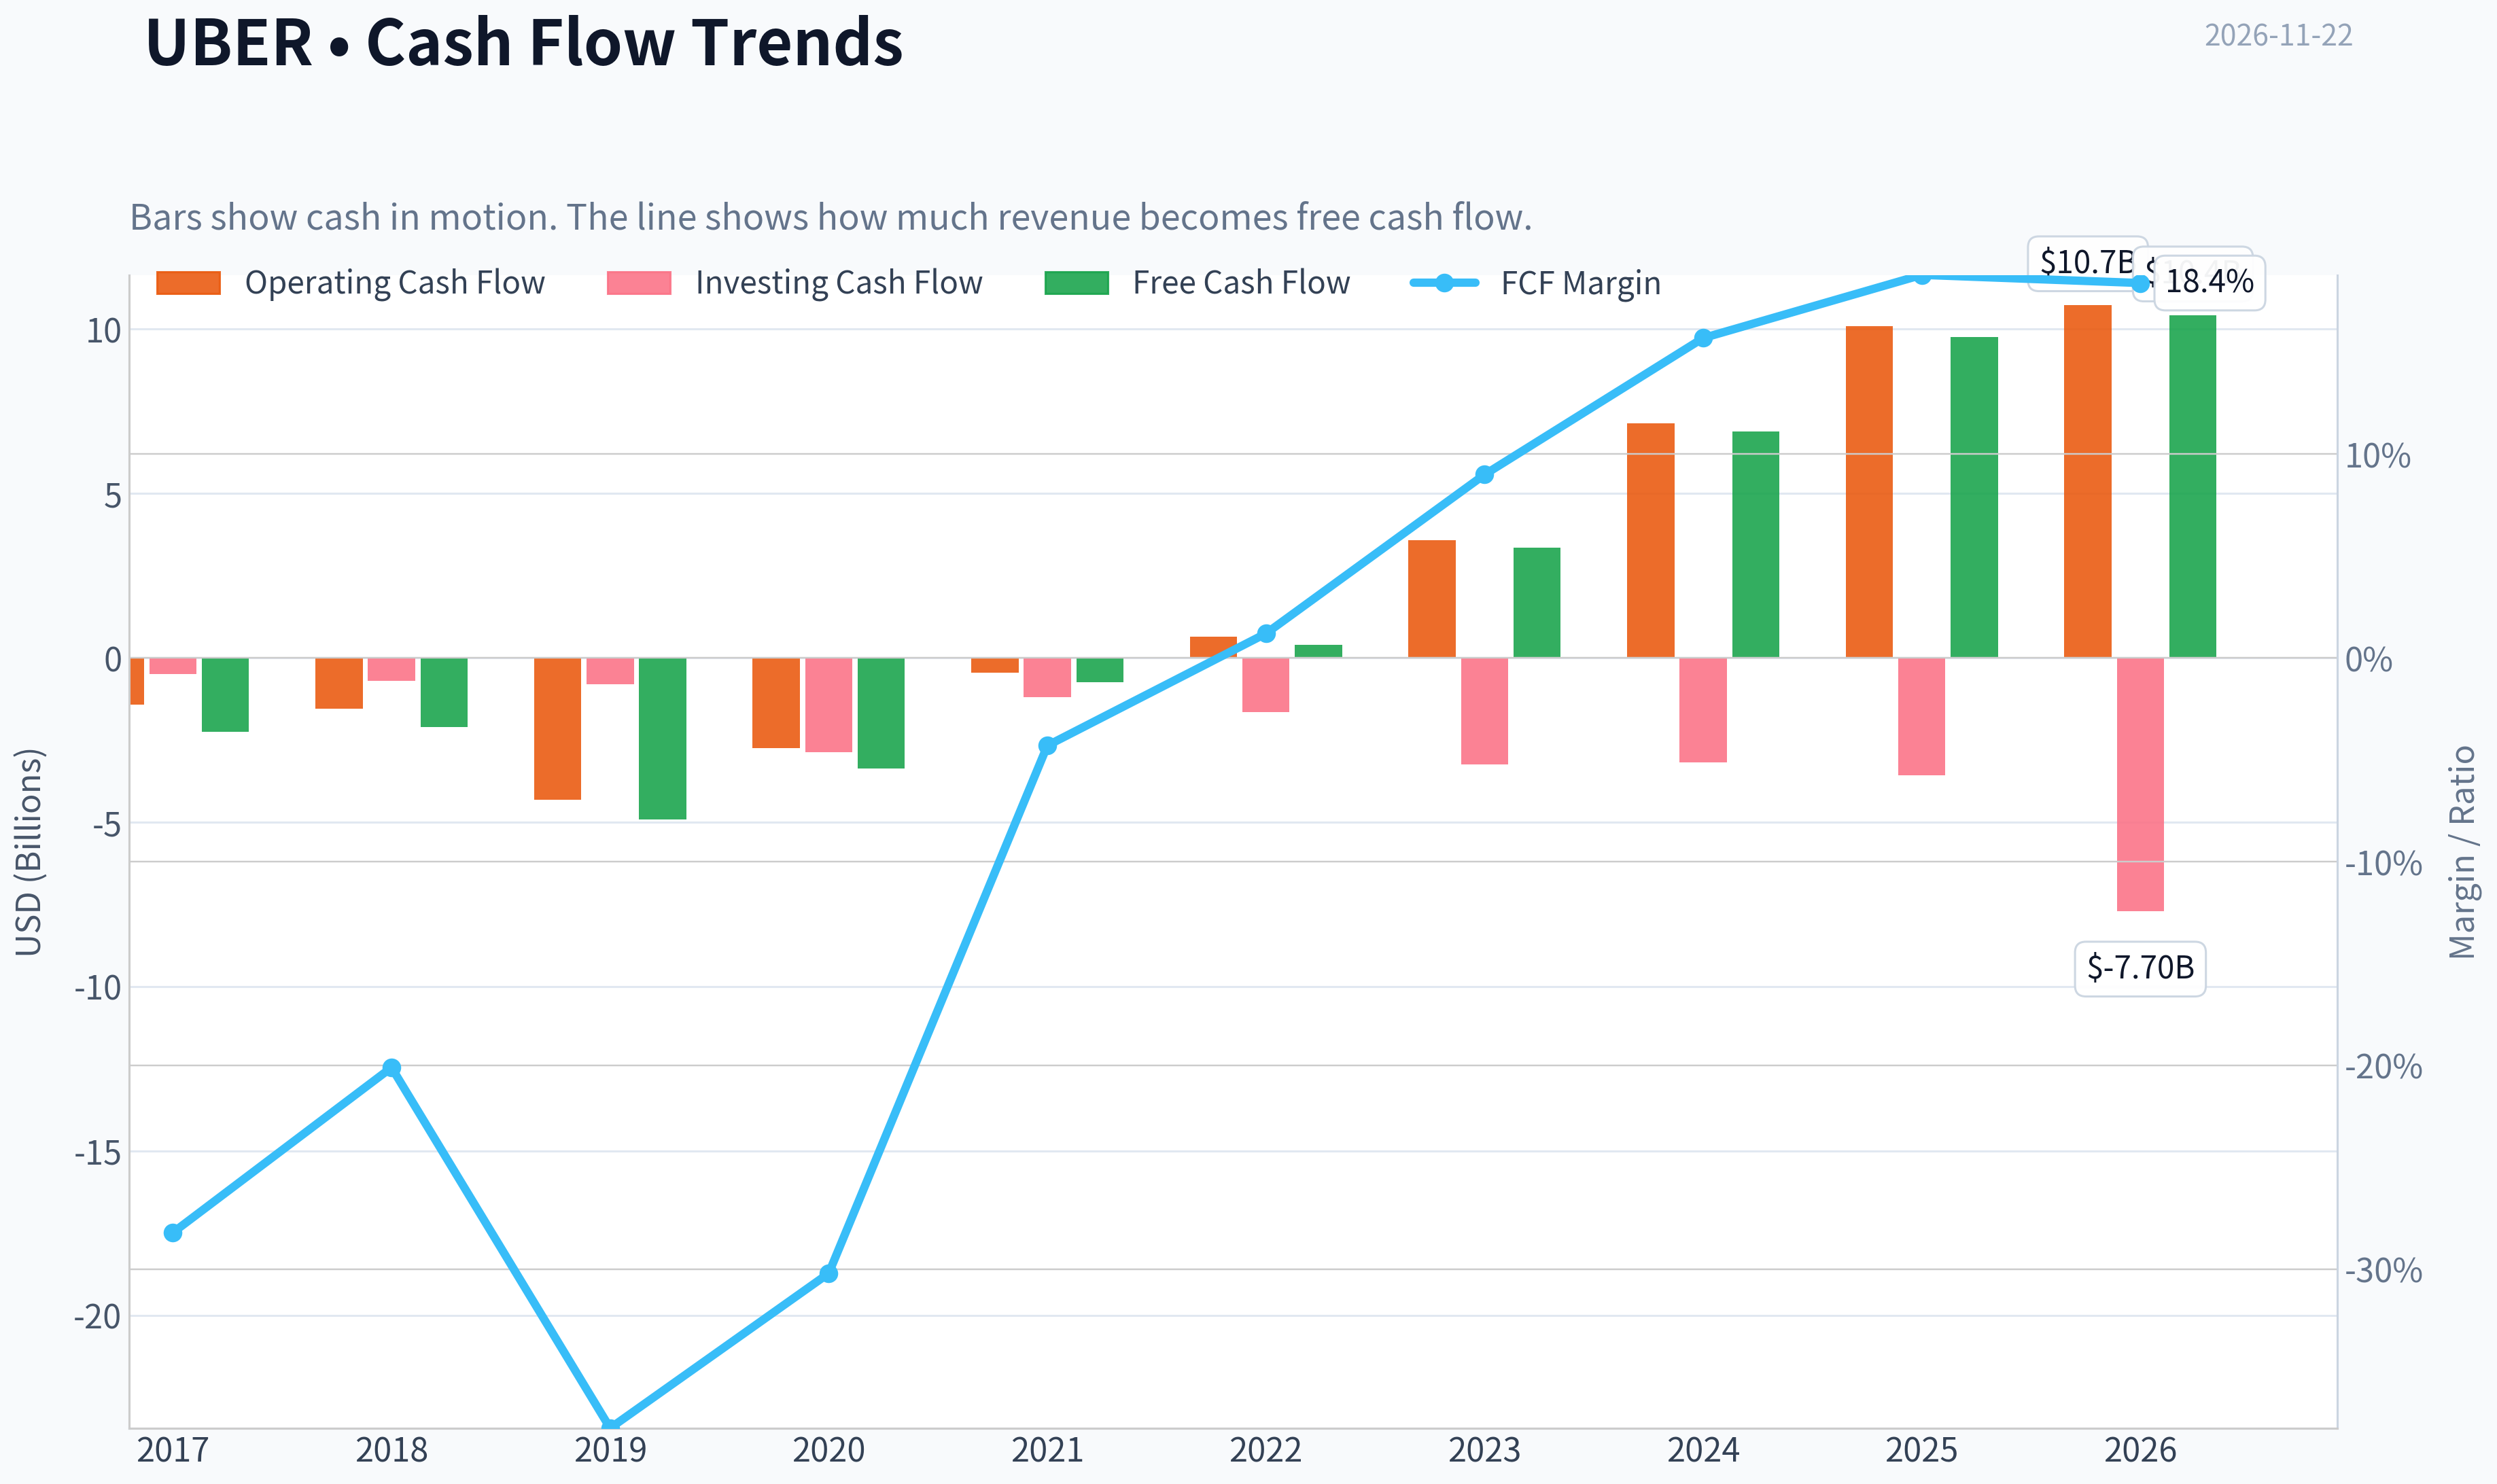 UBER • Cash Flow Trends
2026-11-22
Bars show cash in motion. The line shows how much revenue becomes free cash flow.
Operating Cash Flow
Investing Cash Flow
Free Cash Flow
FCF Margin
$10.7B
18.4%
$-7.70B
10
5
0
-5
-10
-15
-20
USD (Billions)
10%
0%
-10%
-20%
-30%
Margin / Ratio
2017 2018 2019 2020 2021 2022 2023 2024 2025 2026